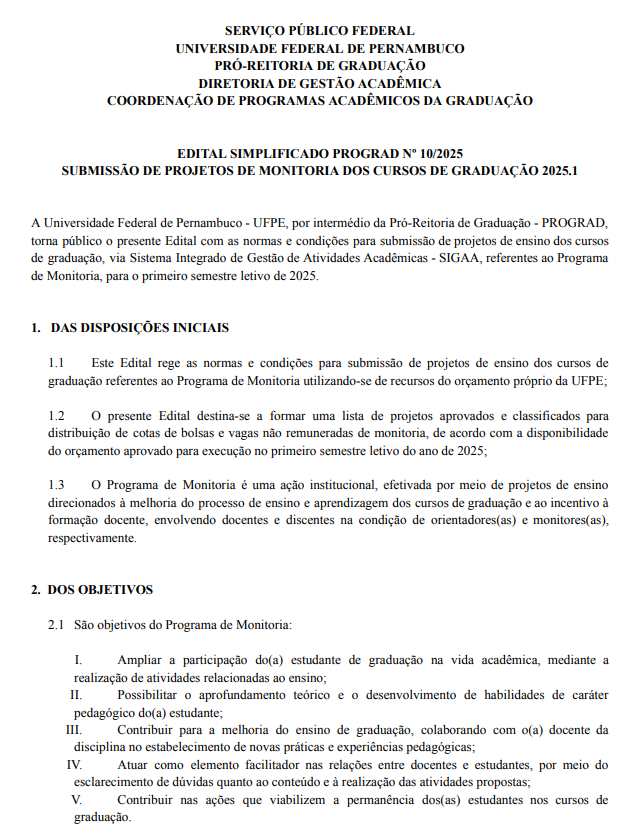 SERVIÇO PÚBLICO FEDERAL
UNIVERSIDADE FEDERAL DE PERNAMBUCO
PRÓ-REITORIA DE GRADUAÇÃO
DIRETORIA DE GESTÃO ACADÊMICA
COORDENAÇÃO DE PROGRAMAS ACADÊMICOS DA GRADUAÇÃO
EDITAL SIMPLIFICADO PROGRAD Nº 10/2025
SUBMISSÃO DE PROJETOS DE MONITORIA DOS CURSOS DE GRADUAÇÃO 2025.1
A Universidade Federal de Pernambuco - UFPE, por intermédio da Pró-Reitoria de Graduação - PROGRAD,
torna público o presente Edital com as normas e condições para submissão de projetos de ensino dos cursos
de graduação, via Sistema Integrado de Gestão de Atividades Acadêmicas - SIGAA, referentes ao Programa
de Monitoria, para o primeiro semestre letivo de 2025.
1. DAS DISPOSIÇÕES INICIAIS
1.1 Este Edital rege as normas e condições para submissão de projetos de ensino dos cursos de
graduação referentes ao Programa de Monitoria utilizando-se de recursos do orçamento próprio da UFPE;
1.2 O presente Edital destina-se a formar uma lista de projetos aprovados e classificados para
distribuição de cotas de bolsas e vagas não remuneradas de monitoria, de acordo com a disponibilidade
do orçamento aprovado para execução no primeiro semestre letivo do ano de 2025;
1.3 O Programa de Monitoria é uma ação institucional, efetivada por meio de projetos de ensino
direcionados à melhoria do processo de ensino e aprendizagem dos cursos de graduação e ao incentivo à
formação docente, envolvendo docentes e discentes na condição de orientadores(as) e monitores(as),
respectivamente.
2. DOS OBJETIVOS
2.1 São objetivos do Programa de Monitoria:
I. Ampliar a participação do(a) estudante de graduação na vida acadêmica, mediante a
realização de atividades relacionadas ao ensino;
II. Possibilitar o aprofundamento teórico e o desenvolvimento de habilidades de caráter
pedagógico do(a) estudante;
III. Contribuir para a melhoria do ensino de graduação, colaborando com o(a) docente da
disciplina no estabelecimento de novas práticas e experiências pedagógicas;
IV. Atuar como elemento facilitador nas relações entre docentes e estudantes, por meio do
esclarecimento de dúvidas quanto ao conteúdo e à realização das atividades propostas;
V. Contribuir nas ações que viabilizem a permanência dos(as) estudantes nos cursos de
graduação.